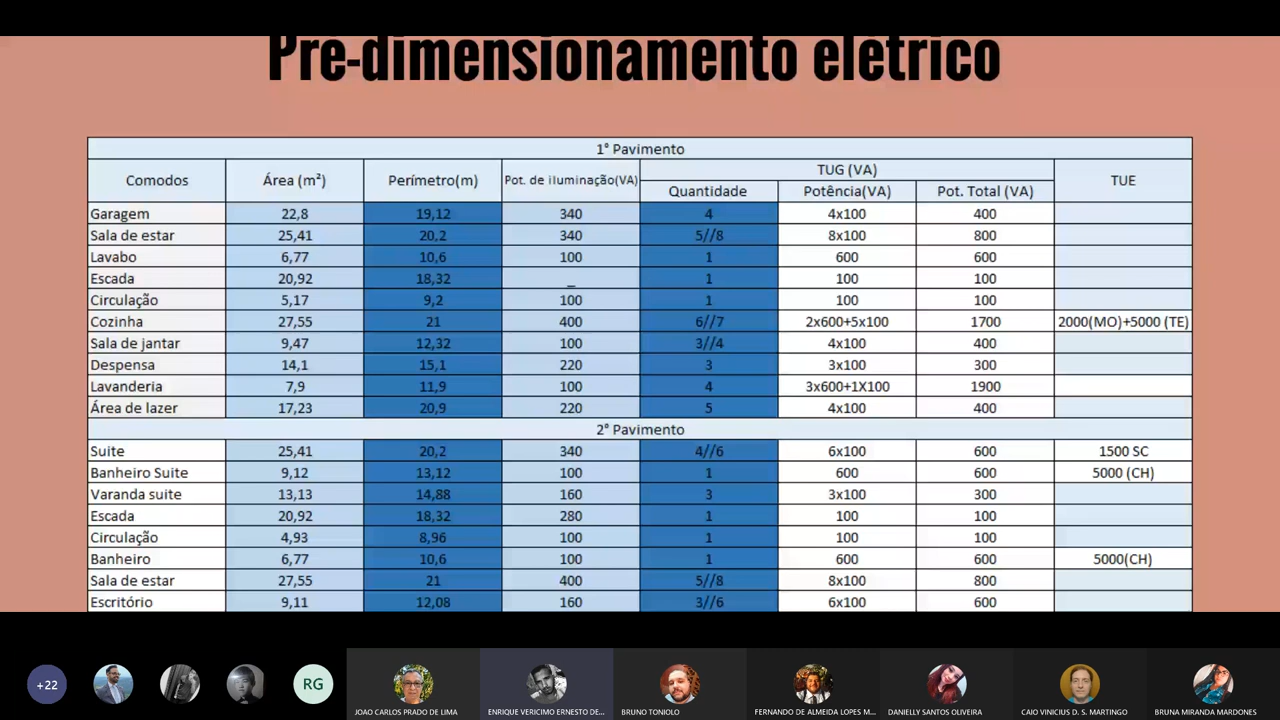 Pré-dimensionamento elétrico
1° Pavimento
Comodos Área (m²) Perímetro(m) Pot. de iluminação(VA) TUG (VA) TUE
Quantidade Potência(VA) Pot. Total (VA)
Garagem 22,8 19,12 340 4 4x100 400
Sala de estar 25,41 20,2 340 5//8 8x100 800
Lavabo 6,77 10,6 100 1 600 600
Escada 20,92 18,32 _ 1 100 100
Circulação 5,17 9,2 100 1 100 100
Cozinha 27,55 21 400 6//7 2x600+5x100 1700 2000(MO)+5000 (TE)
Sala de jantar 9,47 12,32 100 3//4 4x100 400
Despensa 14,1 15,1 220 3 3x100 300
Lavanderia 7,9 11,9 100 4 3x600+1X100 1900
Área de lazer 17,23 20,9 220 5 4x100 400
2° Pavimento
Suite 25,41 20,2 340 4//6 6x100 600 1500 SC
Banheiro Suite 9,12 13,12 100 1 600 600 5000 (CH)
Varanda suite 13,13 14,88 160 3 3x100 300
Escada 20,92 18,32 280 1 100 100
Circulação 4,93 8,96 100 1 100 100
Banheiro 6,77 10,6 100 1 600 600 5000(CH)
Sala de estar 27,55 21 400 5//8 8x100 800
Escritório 9,11 12,08 160 3//6 6x100 600
+22 RG JOAO CARLOS PRADO DE LIMA ENRIQUE VERICIMO ERNESTO DE... BRUNO TONIOLO FERNANDO DE ALMEIDA LOPES M... DANIELLY SANTOS OLIVEIRA CAIO VINICIUS D. S. MARTINGO BRUNA MIRANDA MARDONES